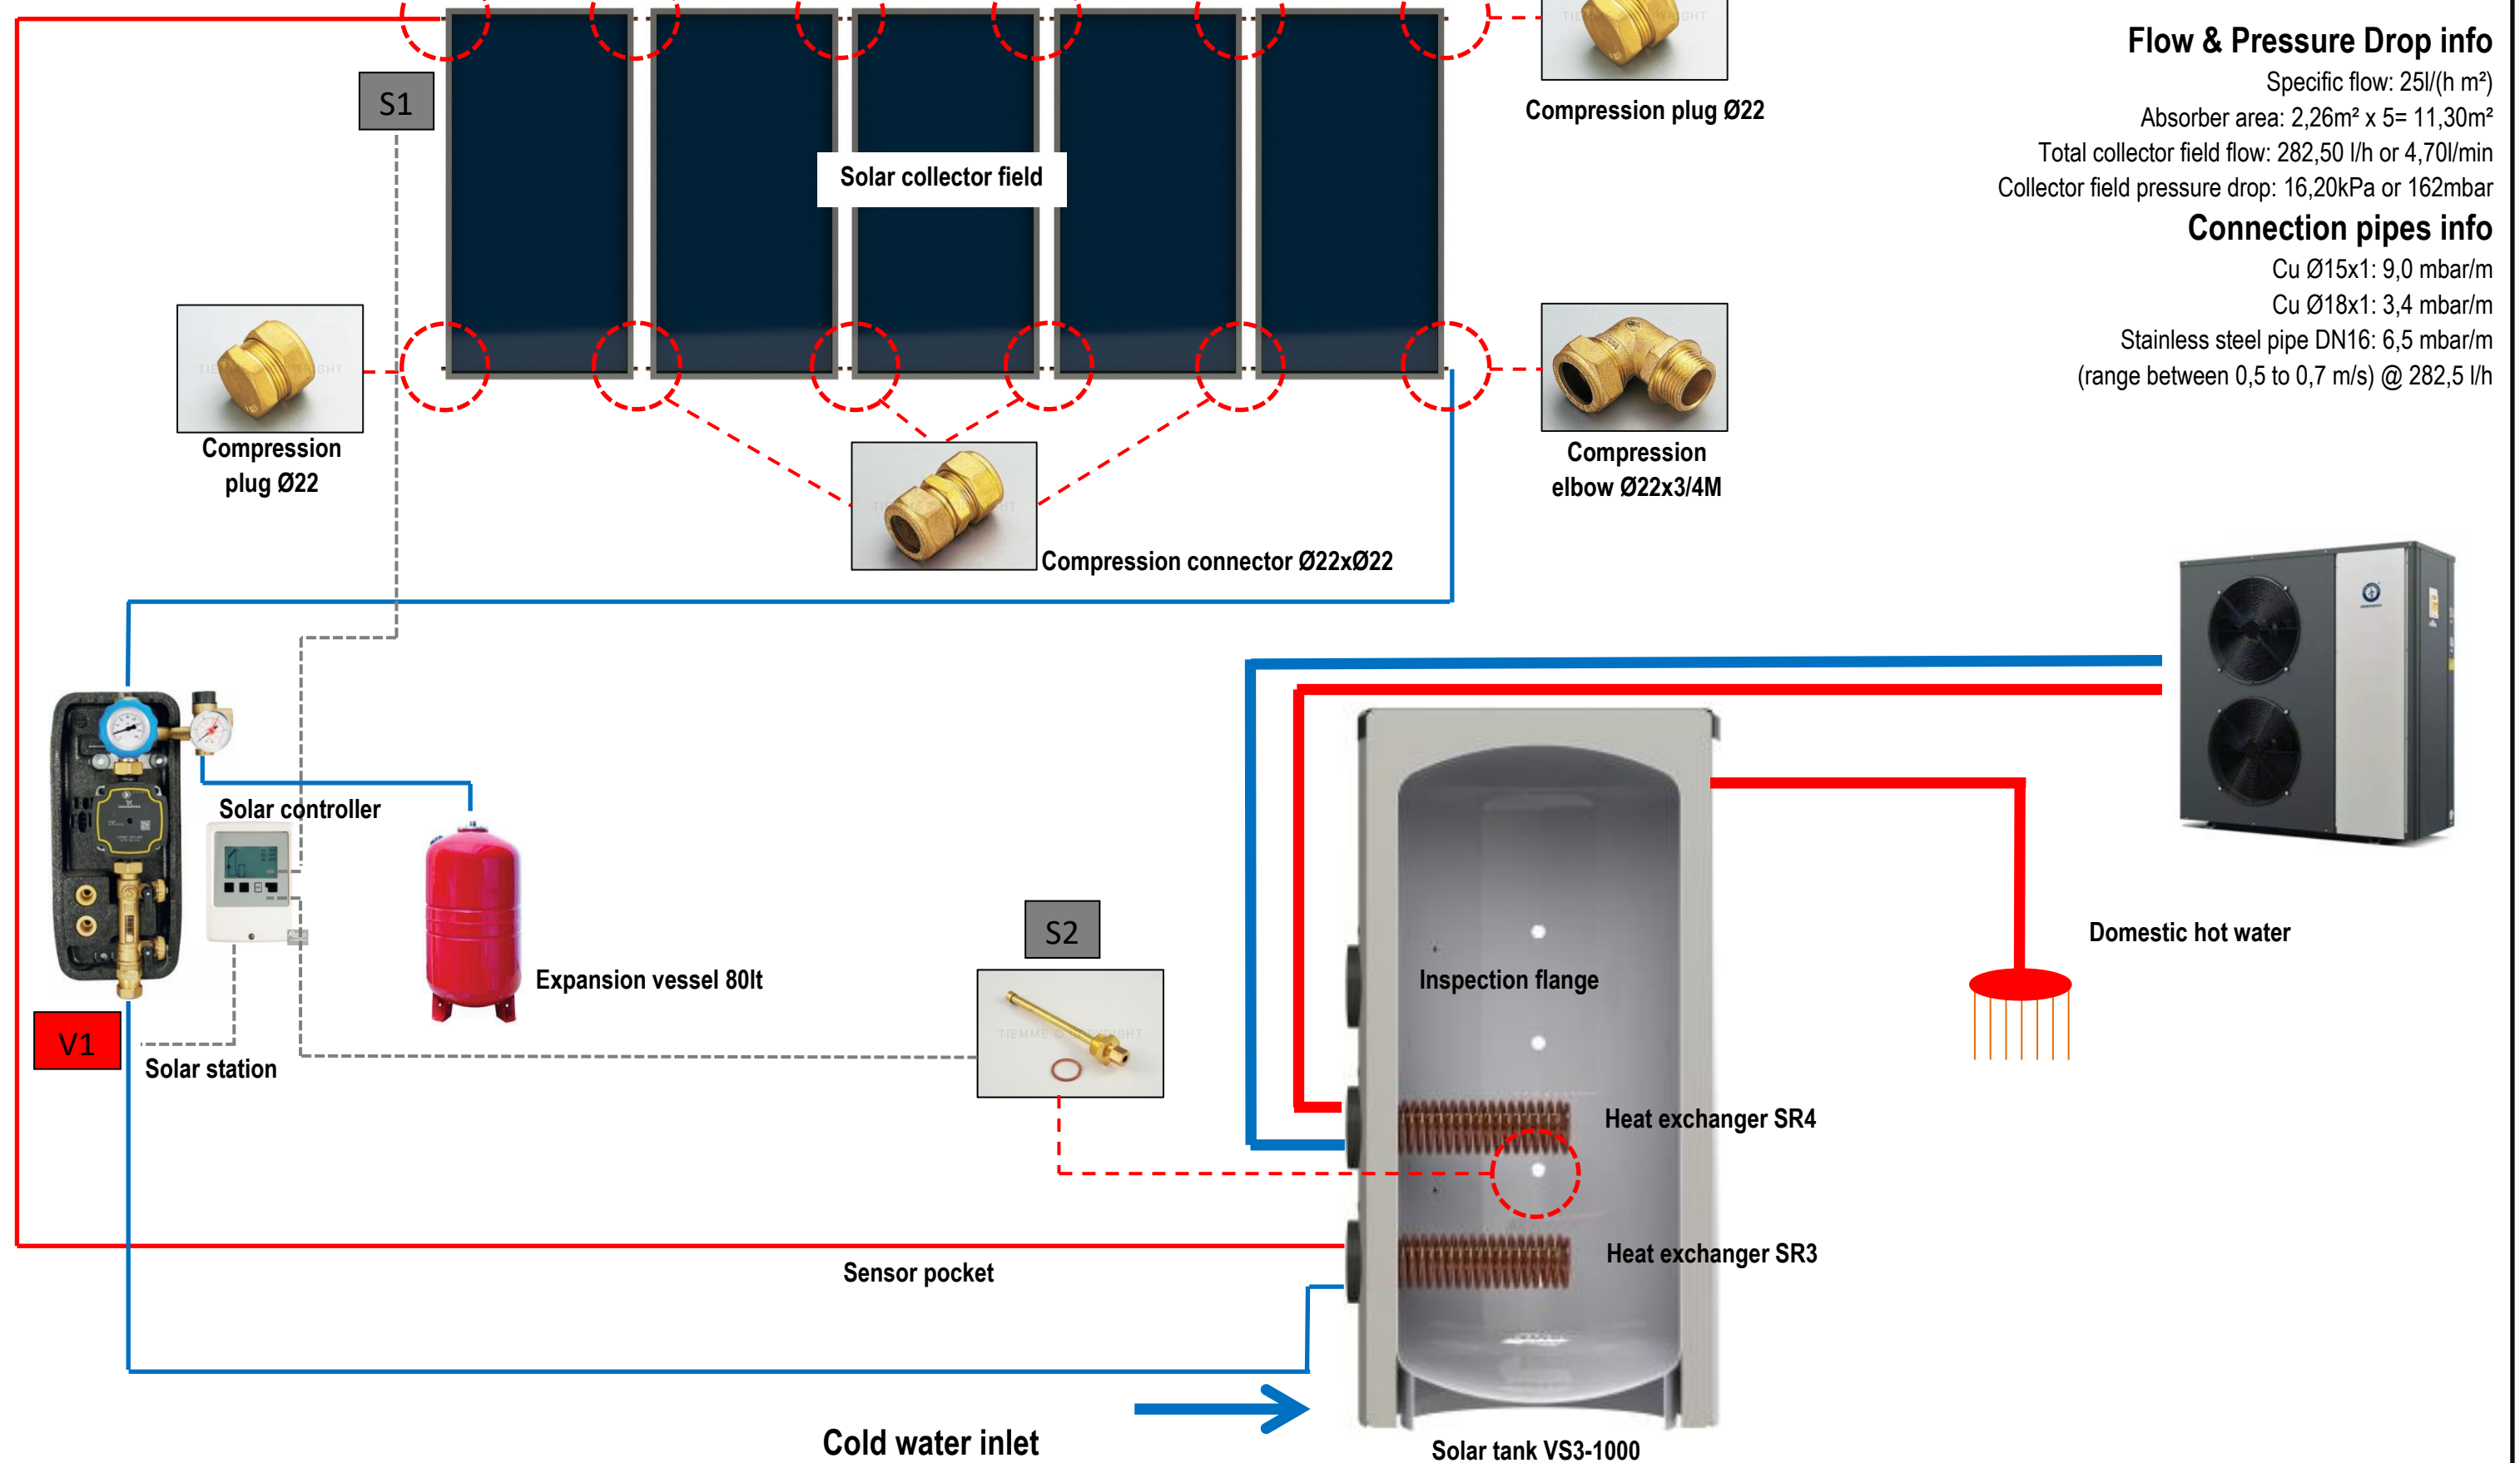 Flow & Pressure Drop info
Specific flow: 25l/(h m²)
Absorber area: 2,26m² x 5= 11,30m²
Total collector field flow: 282,50 l/h or 4,70l/min
Collector field pressure drop: 16,20kPa or 162mbar
Connection pipes info
Cu Ø15x1: 9,0 mbar/m
Cu Ø18x1: 3,4 mbar/m
Stainless steel pipe DN16: 6,5 mbar/m
(range between 0,5 to 0,7 m/s) @ 282,5 l/h
S1
Compression plug Ø22
Solar collector field
Compression
plug Ø22
Compression
elbow Ø22x3/4M
Compression connector Ø22xØ22
Solar controller
S2
Expansion vessel 80lt
Inspection flange
Domestic hot water
TIEMME © COPYRIGHT
V1
Solar station
Heat exchanger SR4
Heat exchanger SR3
Sensor pocket
Cold water inlet
Solar tank VS3-1000